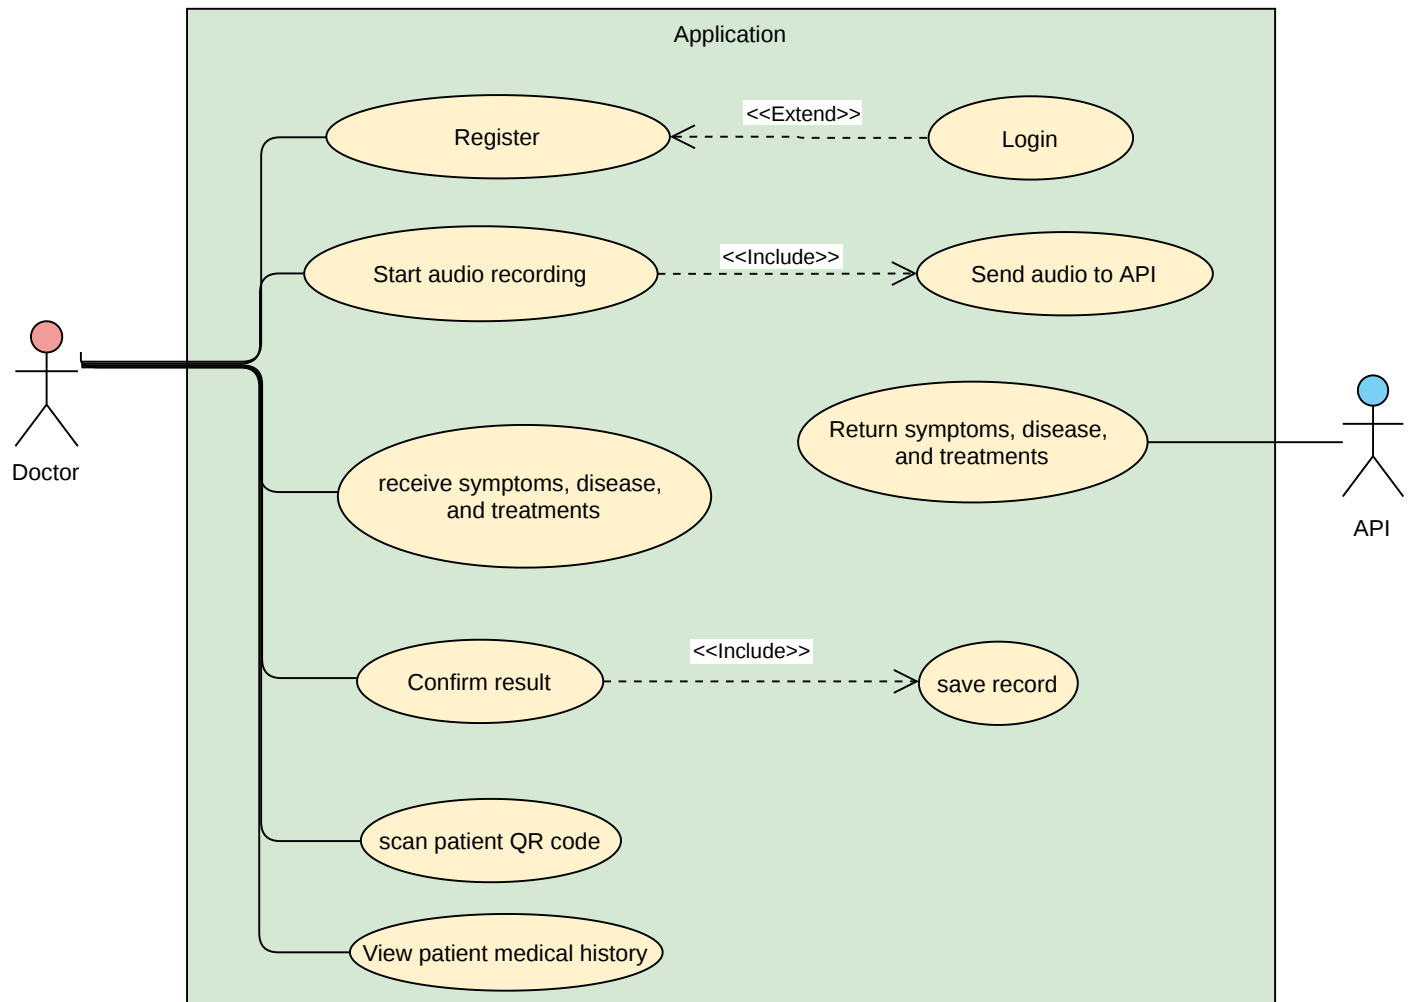 Application
Register
<<Extend>>
Login
Start audio recording
<<Include>>
Send audio to API
Doctor
receive symptoms, disease,
and treatments
Return symptoms, disease,
and treatments
API
Confirm result
<<Include>>
save record
scan patient QR code
View patient medical history